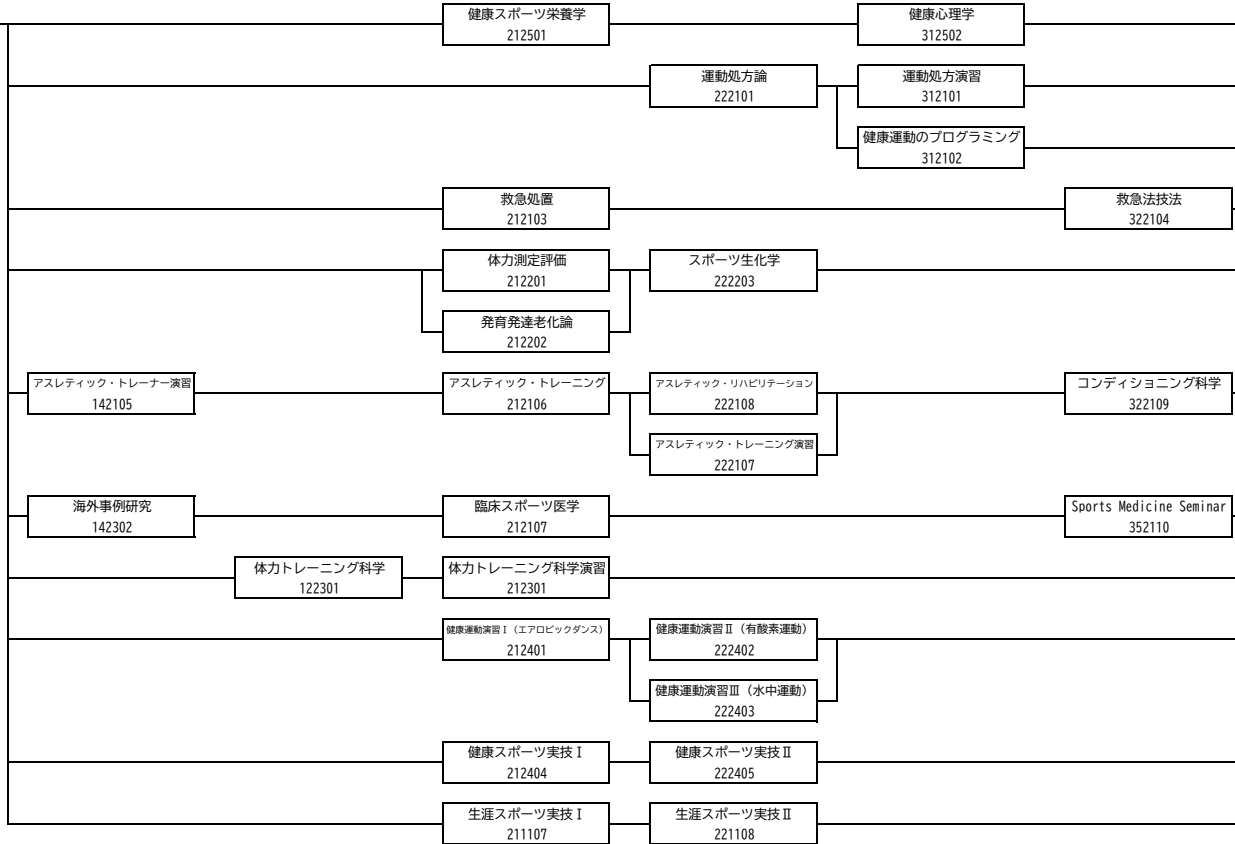 健康スポーツ栄養学
212501
健康心理学
312502
運動処方論
222101
運動処方演習
312101
健康運動のプログラミング
312102
救急処置
212103
救急法技法
322104
体力測定評価
212201
スポーツ生化学
222203
発育発達老化論
212202
アスレティック・トレーナー演習
142105
アスレティック・トレーニング
212106
アスレティック・リハビリテーション
222108
コンディショニング科学
322109
アスレティック・トレーニング演習
222107
海外事例研究
142302
臨床スポーツ医学
212107
Sports Medicine Seminar
352110
体力トレーニング科学
122301
体力トレーニング科学演習
212301
健康運動演習Ⅰ（エアロビックダンス）
212401
健康運動演習Ⅱ（有酸素運動）
222402
健康運動演習Ⅲ（水中運動）
222403
健康スポーツ実技Ⅰ
212404
健康スポーツ実技Ⅱ
222405
生涯スポーツ実技Ⅰ
211107
生涯スポーツ実技Ⅱ
221108